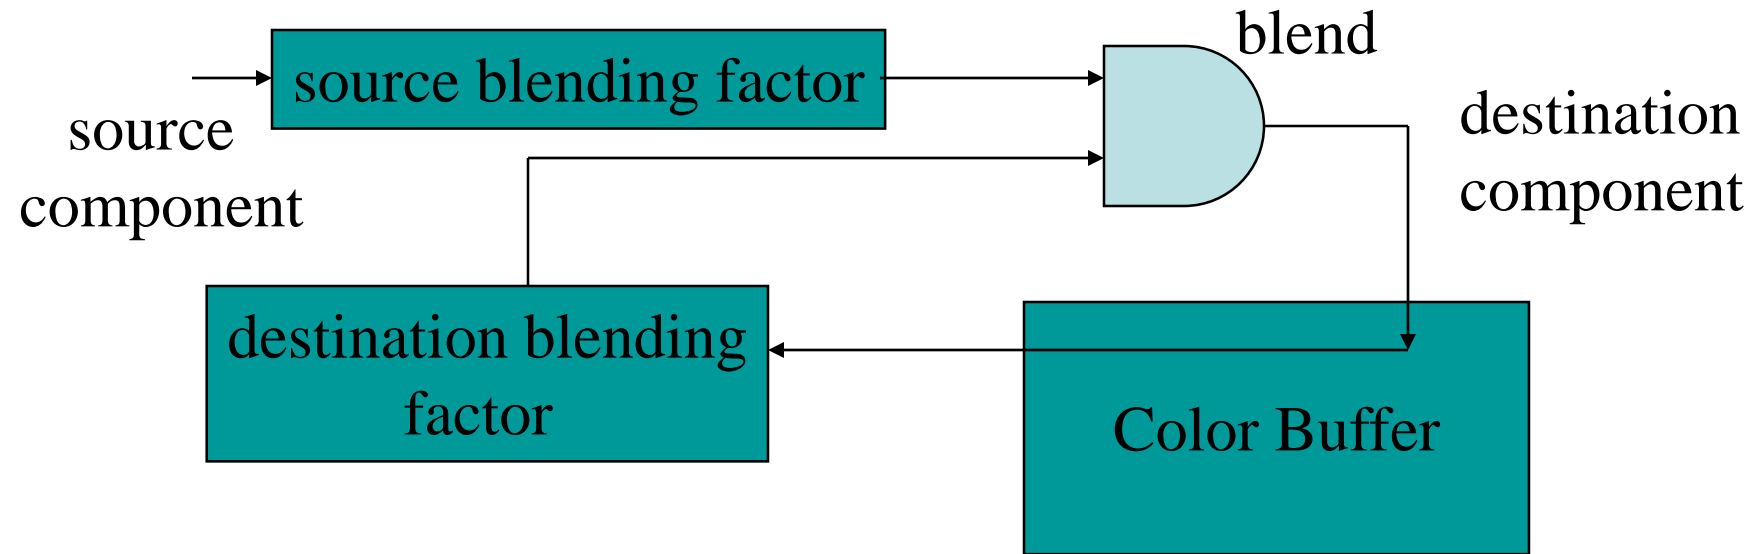 blend
source blending factor
source
component
destination
component
destination blending
factor
Color Buffer